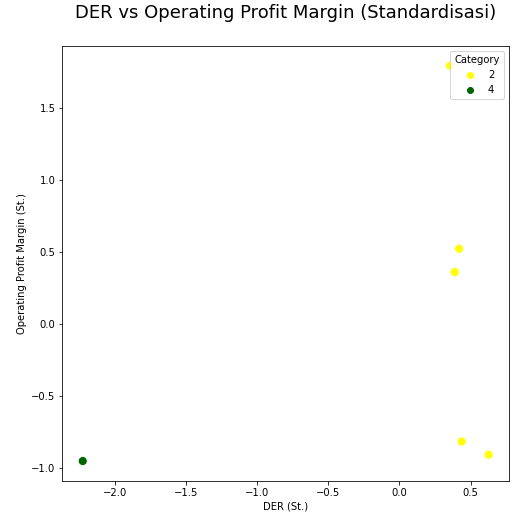 DER vs Operating Profit Margin (Standardisasi)
Category
2
4
1.5
1.0
0.5
0.0
−0.5
−1.0
Operating Profit Margin (St.)
−2.0 −1.5 −1.0 −0.5 0.0 0.5
DER (St.)